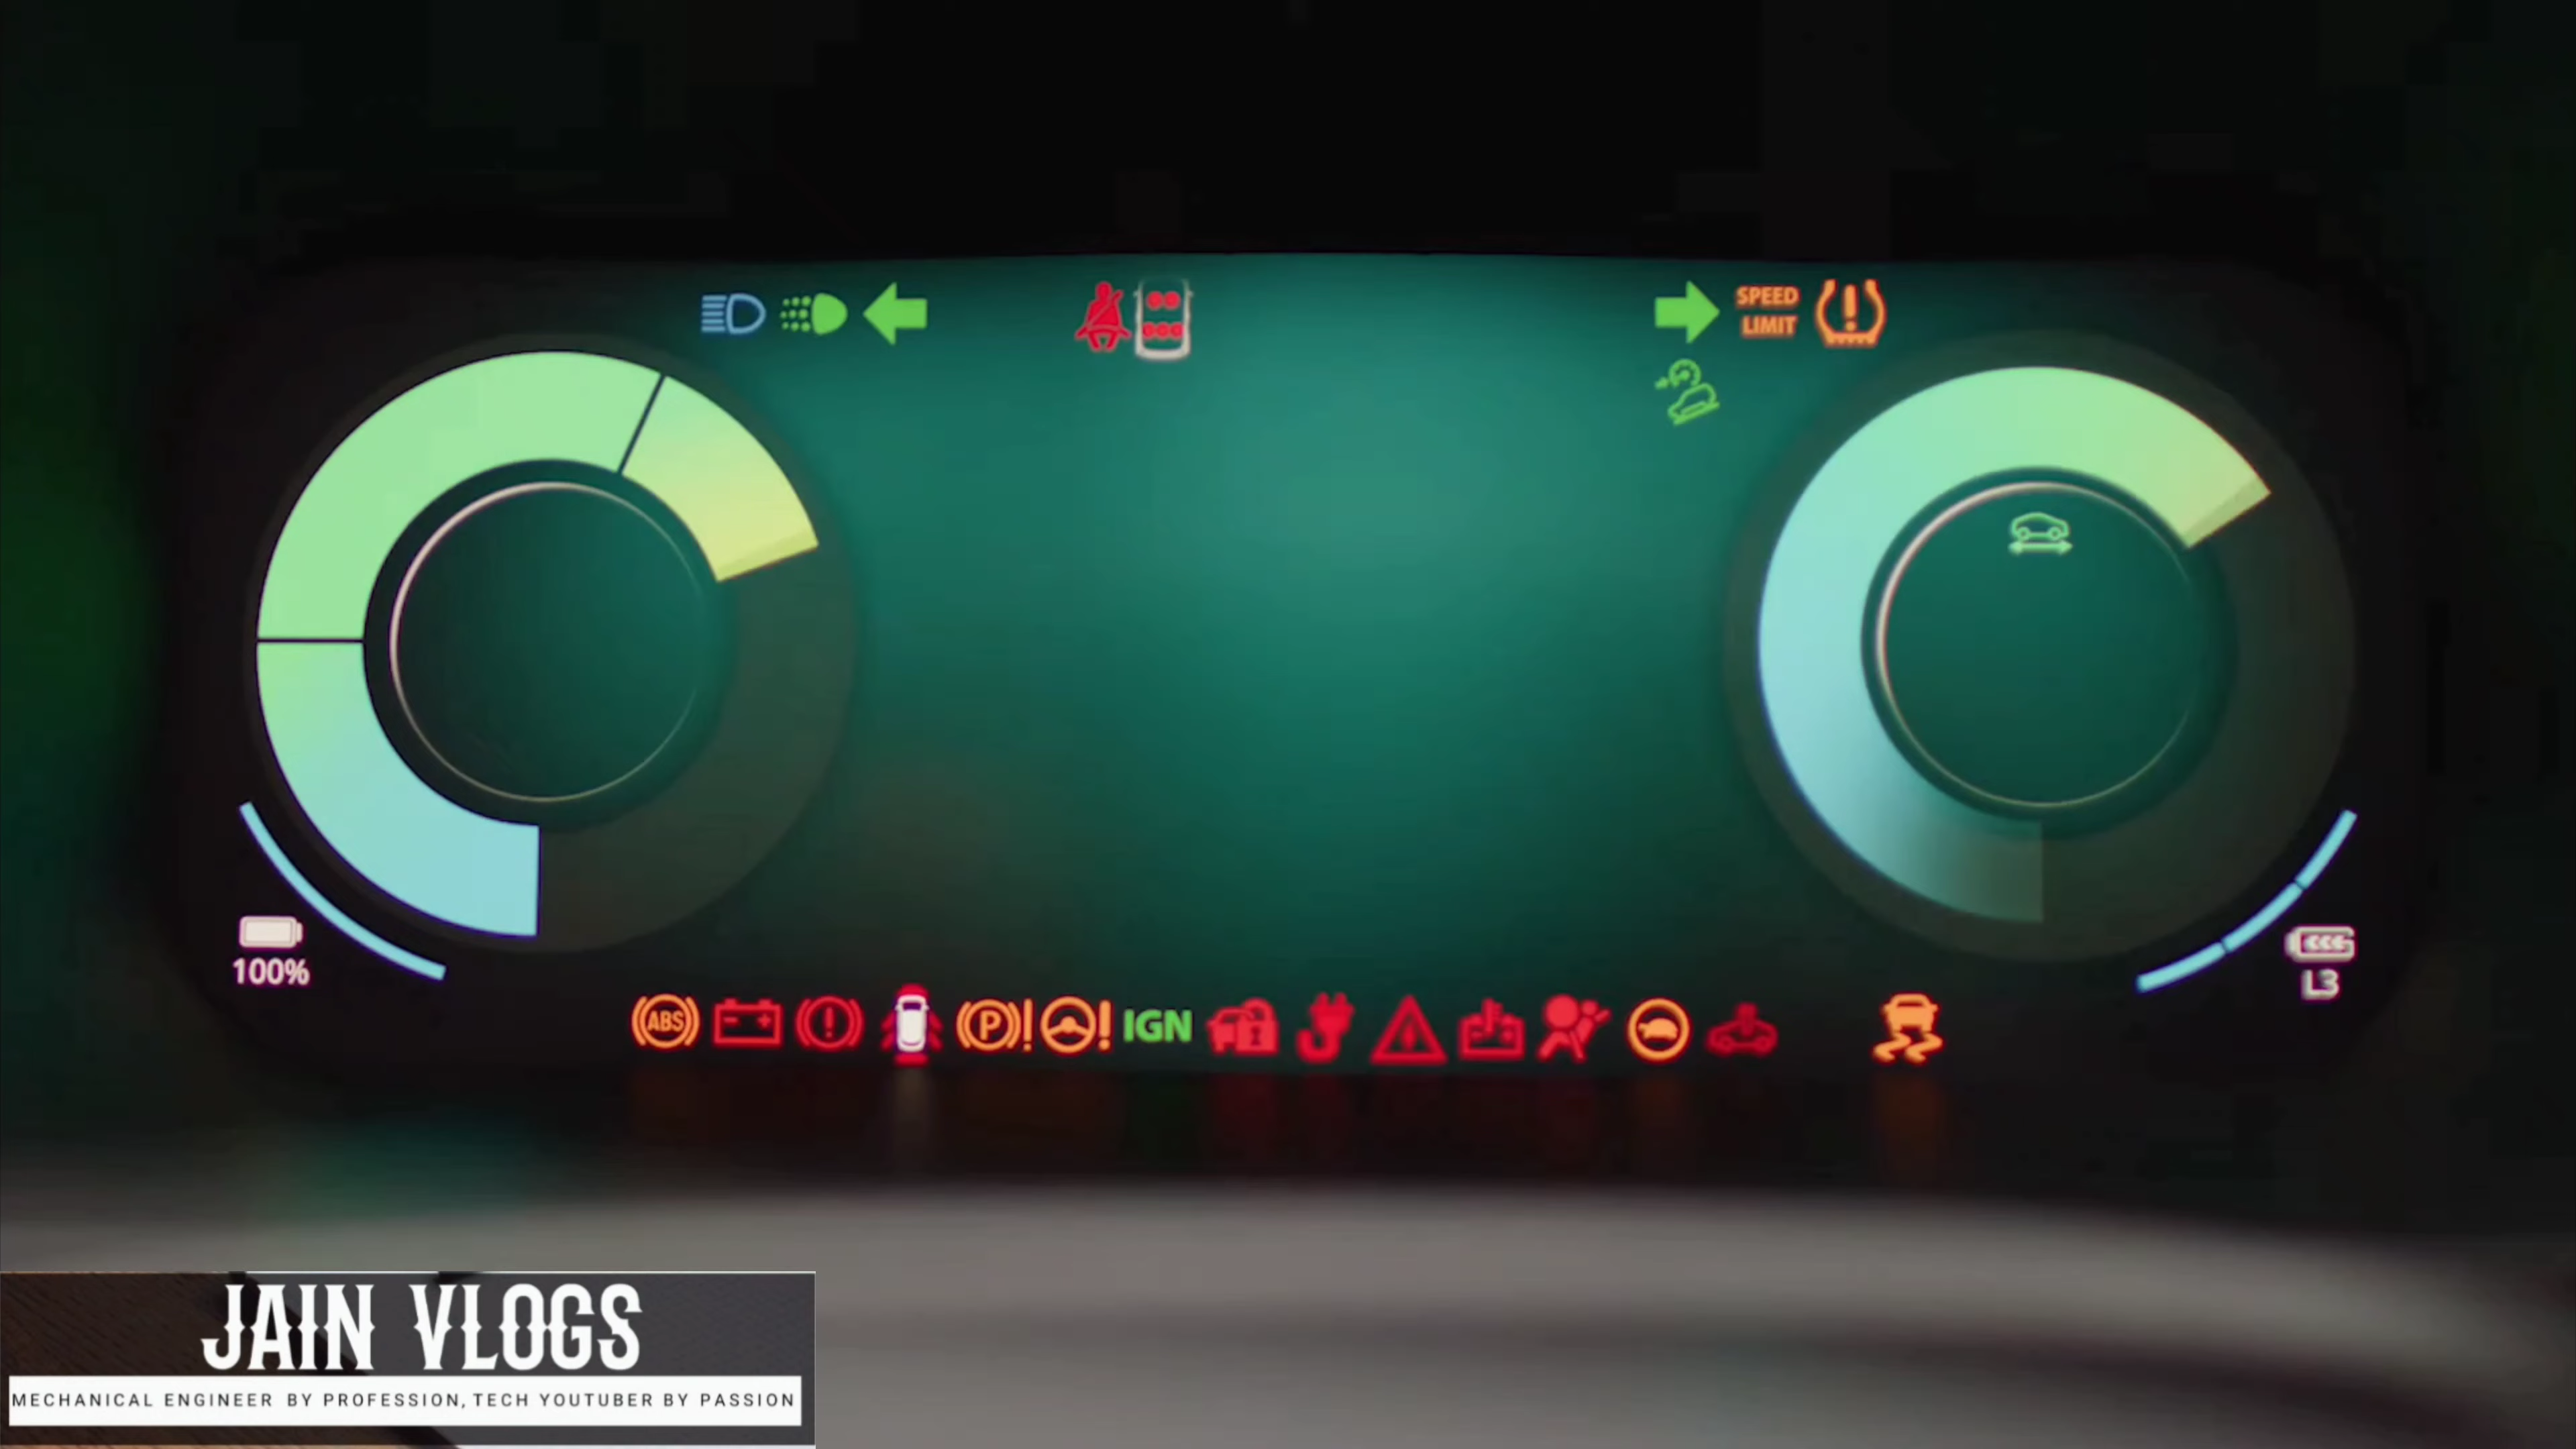 SPEED
LIMIT
100%
L3
ABS
P
IGN
JAIN VLOGS
MECHANICAL ENGINEER BY PROFESSION, TECH YOUTUBER BY PASSION